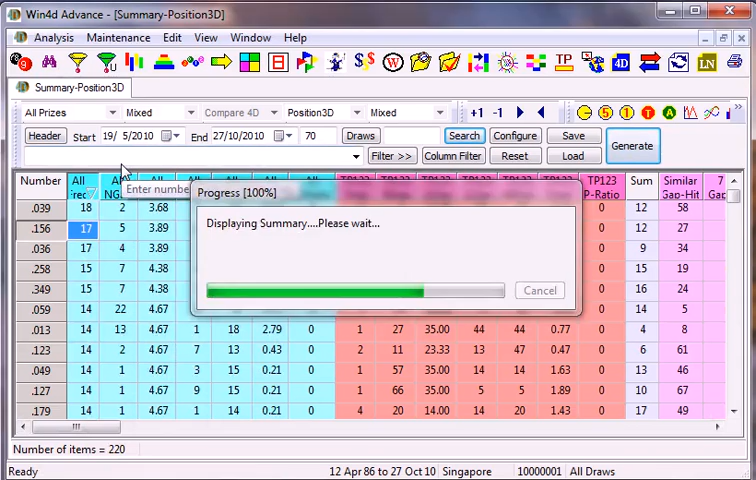 Win4d Advance - [Summary-Position3D]
Analysis Maintenance Edit View Window Help
Summary-Position3D
All Prizes Mixed Compare 4D Position3D Mixed +1 -1
Header Start 19/ 5/2010 End 27/10/2010 70 Draws Search Configure Save Generate
Filter >> Column Filter Reset Load
Enter numbe
Number All TP123 Sum Similar 7
P-Ratio Gap-Hit Gap
Progress [100%]
Displaying Summary....Please wait...
Cancel
.039 18 2 3.68 0 12 58
.156 17 5 3.89 0 12 27
.036 17 4 3.89 0 9 34
.258 15 7 4.38 0 15 19
.349 15 7 4.38 0 16 24
.059 14 22 4.67 0 14 5
.013 14 13 4.67 1 18 2.79 0 1 27 35.00 44 44 0.77 0 4 8
.123 14 2 4.67 7 13 0.43 0 2 11 23.33 13 47 0.47 0 6 61
.049 14 1 4.67 3 15 0.21 0 1 57 35.00 14 14 1.63 0 13 46
.127 14 1 4.67 9 15 0.21 0 1 66 35.00 5 5 1.89 0 10 67
.179 14 1 4.67 1 15 0.21 0 4 20 14.00 14 20 1.43 0 17 49
Number of items = 220
Ready 12 Apr 86 to 27 Oct 10 Singapore 10000001 All Draws